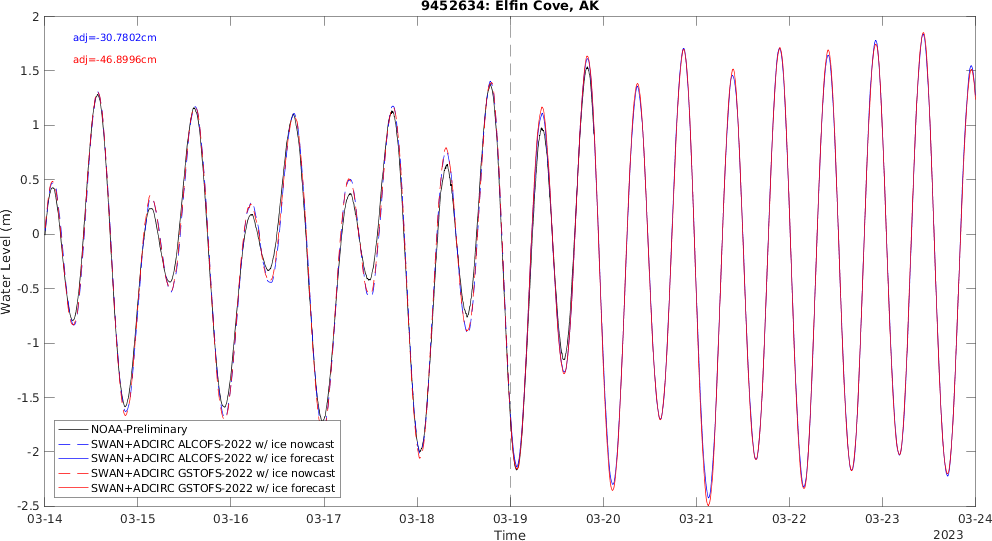 9452634: Elfin Cove, AK
adj=-30.7802cm
adj=-46.8996cm
Water Level (m)
2
1.5
1
0.5
0
-0.5
-1
-1.5
-2
-2.5
NOAA-Preliminary
SWAN+ADCIRC ALCOFS-2022 w/ ice nowcast
SWAN+ADCIRC ALCOFS-2022 w/ ice forecast
SWAN+ADCIRC GSTOFS-2022 w/ ice nowcast
SWAN+ADCIRC GSTOFS-2022 w/ ice forecast
03-14 03-15 03-16 03-17 03-18 03-19 03-20 03-21 03-22 03-23 03-24
Time
2023